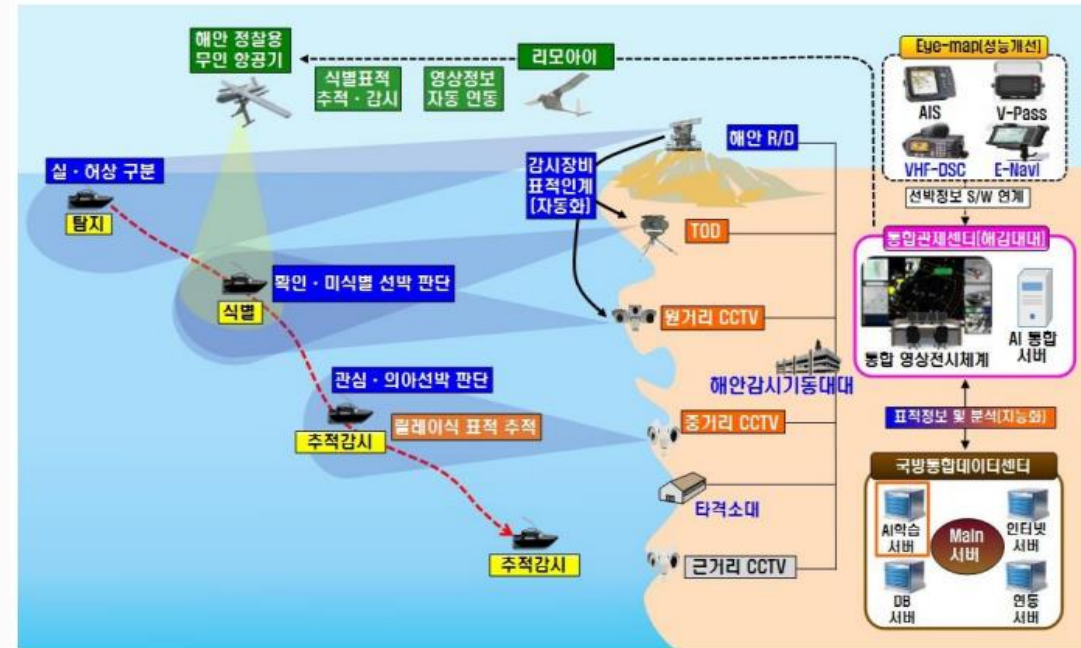 해안 정찰용
무인 항공기
식별표적
추적·감시
영상정보
자동 연동
리모아이
Eye-map(성능개선)
AIS
V-Pass
VHF-DSC
E-Navi
선박정보 S/W 연계
실·허상 구분
탐지
감시장비
표적인계
(자동화)
해안 R/D
TOD
통합관제센터(해감대대)
통합 영상전시체계
AI 통합
서버
확인·미식별 선박 판단
식별
원거리 CCTV
해안감시기동대대
관심·의아선박 판단
추적감시
릴레이식 표적 추적
중거리 CCTV
표적정보 및 분석(지능화)
국방통합데이터센터
AI학습
서버
인터넷
서버
Main
서버
DB
서버
연동
서버
타격소대
추적감시
근거리 CCTV